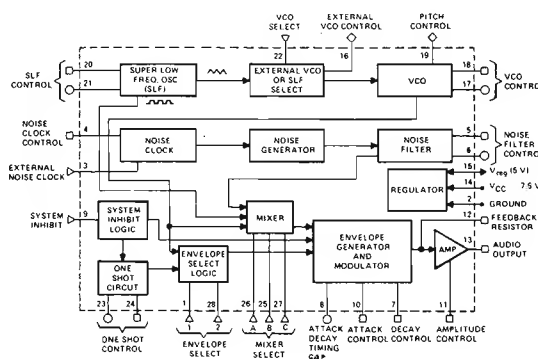 VCO
SELECT
EXTERNAL
VCO CONTROL
PITCH
CONTROL
22
16
19
SLF
CONTROL
20
21
SUPER LOW
FREQ. OSC
(SLF)
EXTERNAL VCO
OR SLF
SELECT
VCO
18
17
VCO
CONTROL
NOISE
CLOCK
CONTROL
4
NOISE
CLOCK
NOISE
GENERATOR
NOISE
FILTER
5
6
NOISE
FILTER
CONTROL
EXTERNAL
NOISE CLOCK
3
REGULATOR
15
Vreg (5 V)
14
VCC
2
GROUND
SYSTEM
INHIBIT
9
SYSTEM
INHIBIT
LOGIC
MIXER
12
FEEDBACK
RESISTOR
ENVELOPE
SELECT
LOGIC
ENVELOPE
GENERATOR
AND
MODULATOR
AMP
13
AUDIO
OUTPUT
ONE
SHOT
CIRCUT
23
24
1
28
26
25
27
8
10
7
11
1
2
A
B
C
ONE SHOT
CONTROL
ENVELOPE
SELECT
MIXER
SELECT
ATTACK
DECAY
TIMING
ATTACK
CONTROL
DECAY
CONTROL
AMPLITUDE
CONTROL